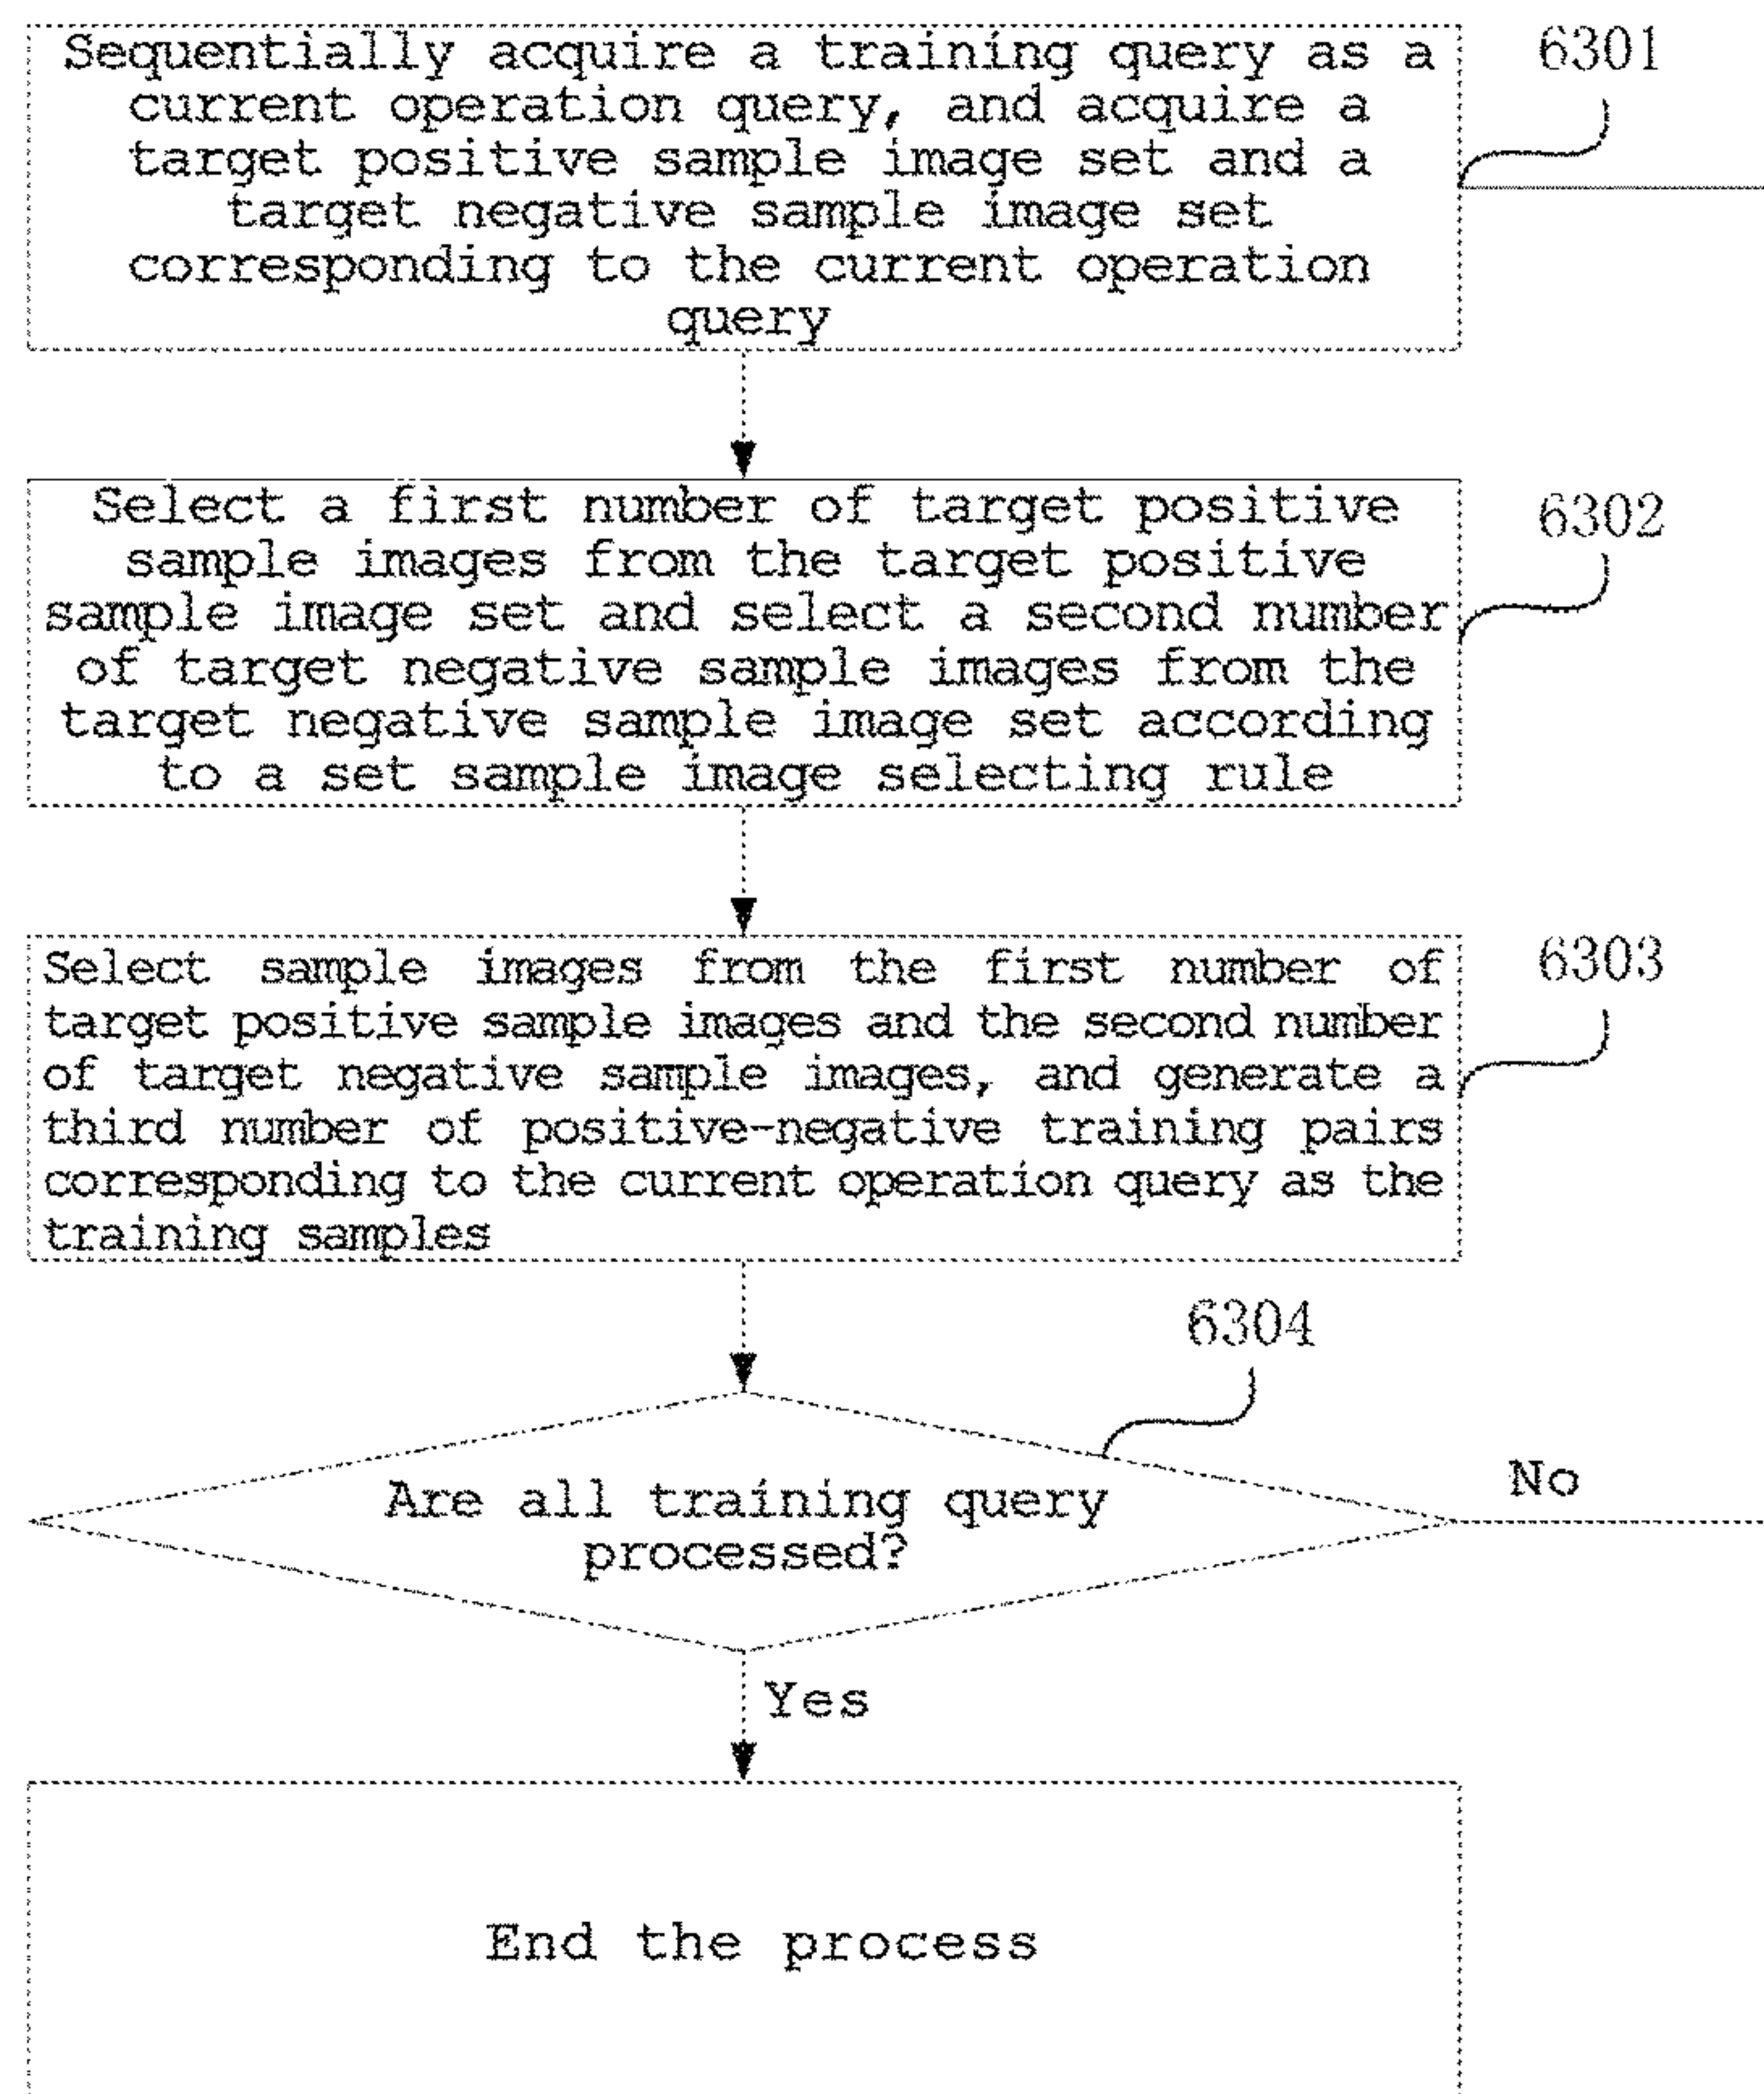 Sequentially acquire a training query as a
6301
current operation query, and acquire a
target positive sample image set and a
target negative sample image set
corresponding to the current operation
query
Select a first number of target positive
6302
sample images from the target positive
sample image set and select a second number
of target negative sample images from the
target negative sample image set according
to a set sample image selecting rule
Select sample images from the first number of
6303
target positive sample images and the second number
of target negative sample images, and generate a
third number of positive-negative training pairs
corresponding to the current operation query as the
training samples
6304
Are all training query
processed?
No
Yes
End the process